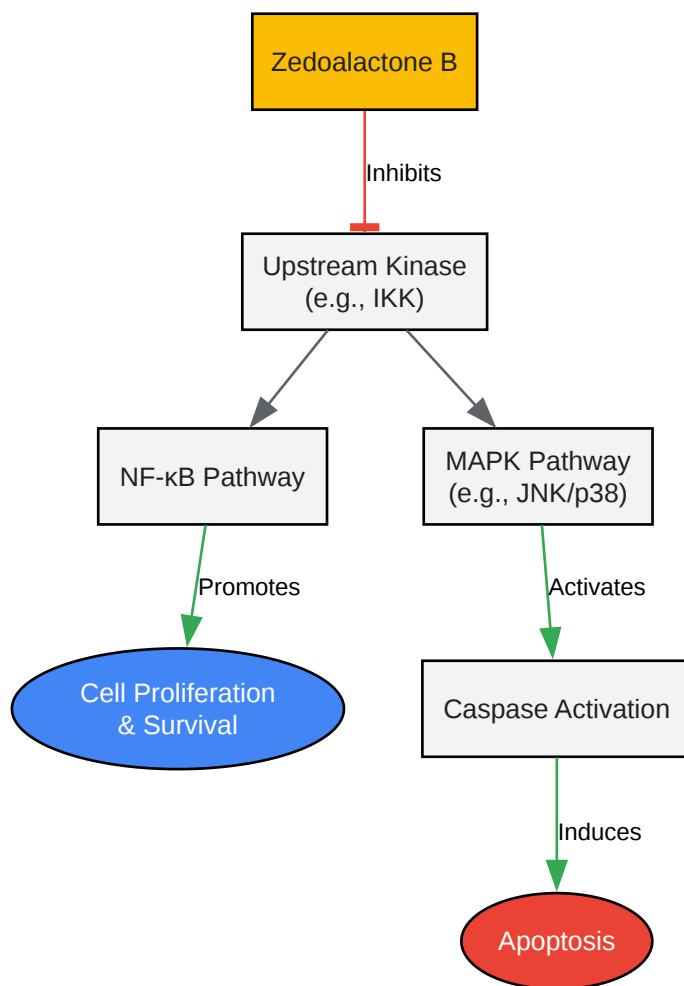 Zedoalactone B
Inhibits
Upstream Kinase
(e.g., IKK)
NF-κB Pathway
MAPK Pathway
(e.g., JNK/p38)
Promotes
Activates
Cell Proliferation
& Survival
Caspase Activation
Induces
Apoptosis